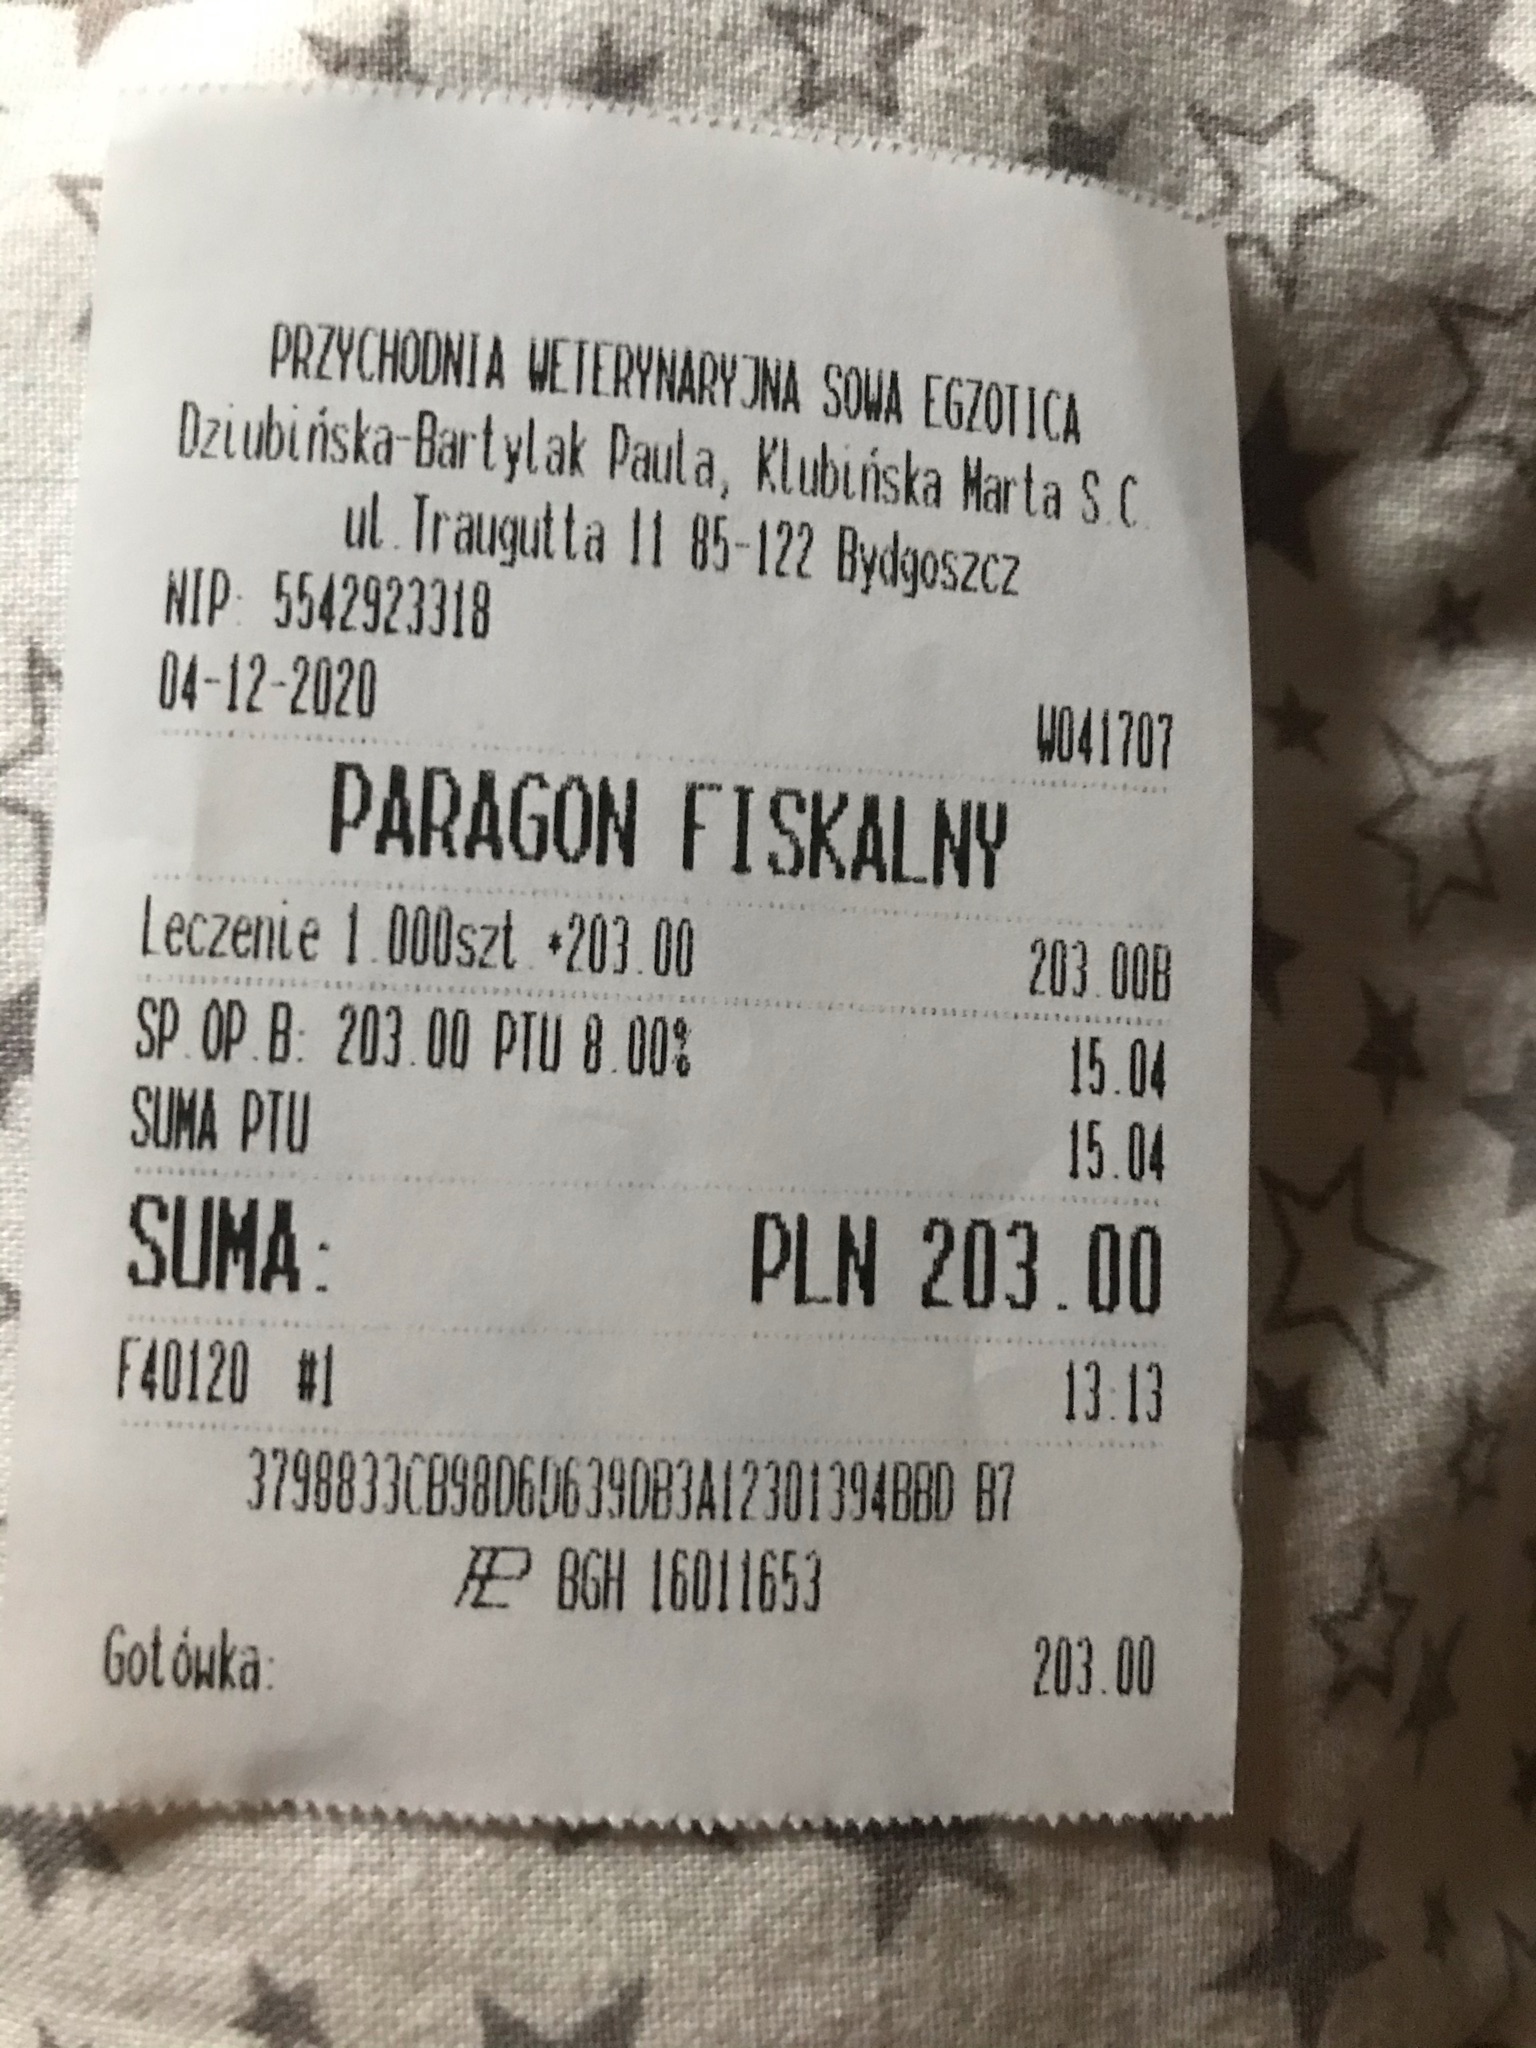 PRZYCHODNIA WETERYNARYJNA SOWA EGZOTICA
Dziubińska-Bartylak Paula, Klubińska Marta S.C.
ul.Traugutta 11 85-122 Bydgoszcz
NIP: 5542923318
04-12-2020 W041707
PARAGON FISKALNY
Leczenie 1.000szt.*203.00 203.00B
SP.OP.B: 203.00 PTU 8.00% 15.04
SUMA PTU 15.04
SUMA: PLN 203.00
F40120 #1 13:13
3798833CB98D6D639DB3A12301394BBD B7
BGH 16011653
Gotówka: 203.00